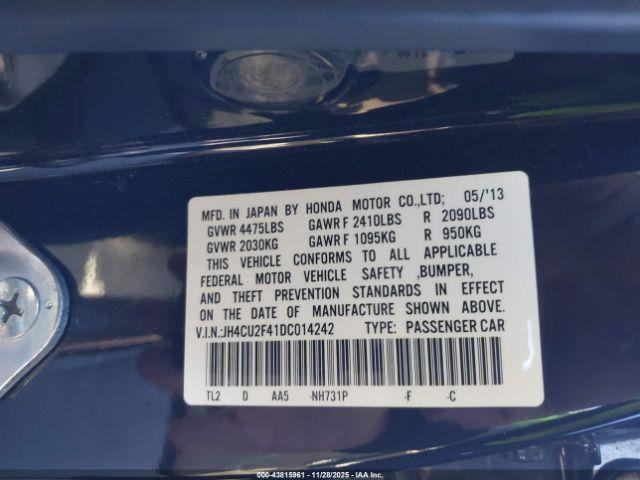 MFD. IN JAPAN BY HONDA MOTOR CO.,LTD; 05/'13
GVWR 4475LBS GAWR F 2410LBS R 2090LBS
GVWR 2030KG GAWR F 1095KG R 950KG
THIS VEHICLE CONFORMS TO ALL APPLICABLE
FEDERAL MOTOR VEHICLE SAFETY ,BUMPER,
AND THEFT PREVENTION STANDARDS IN EFFECT
ON THE DATE OF MANUFACTURE SHOWN ABOVE.
V.I.N.:JH4CU2F41DC014242 TYPE: PASSENGER CAR
TL2 D AA5 -NH731P -F -C
000-43815961 - 11/28/2025 - IAAI.COM